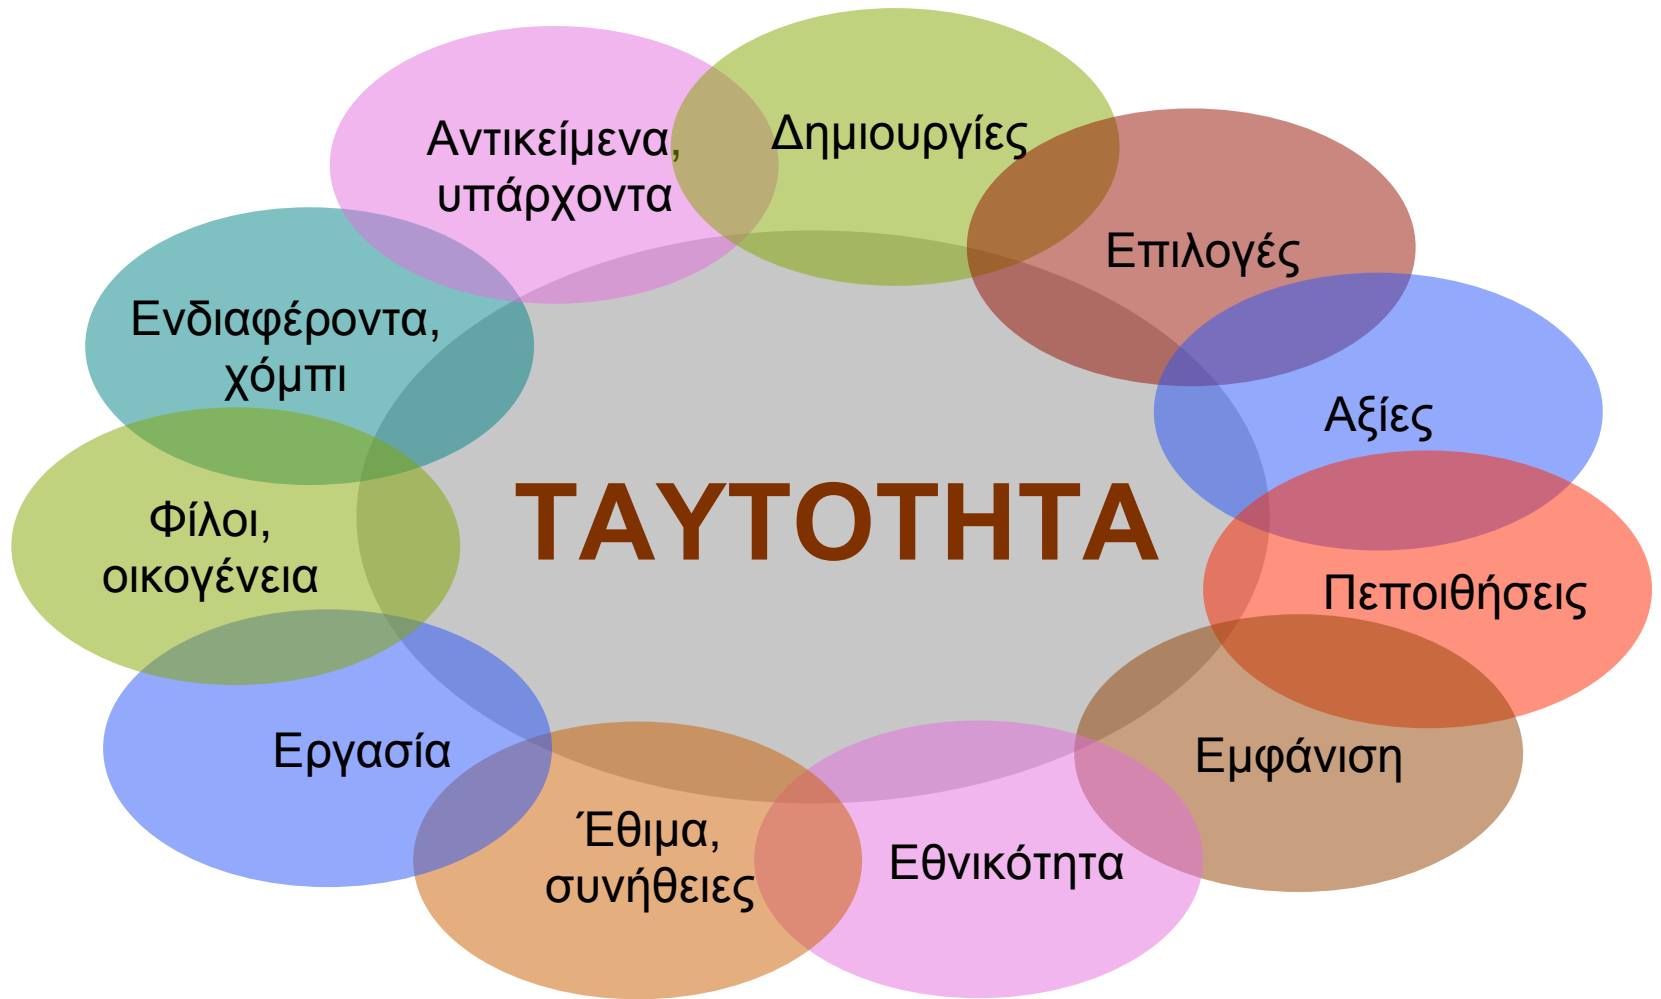 Αντικείμενα,
υπάρχοντα
Δημιουργίες
Επιλογές
Ενδιαφέροντα,
χόμπι
Αξίες
Φίλοι,
οικογένεια
ΤΑΥΤΟΤΗΤΑ
Πεποιθήσεις
Εργασία
Εμφάνιση
Έθιμα,
συνήθειες
Εθνικότητα